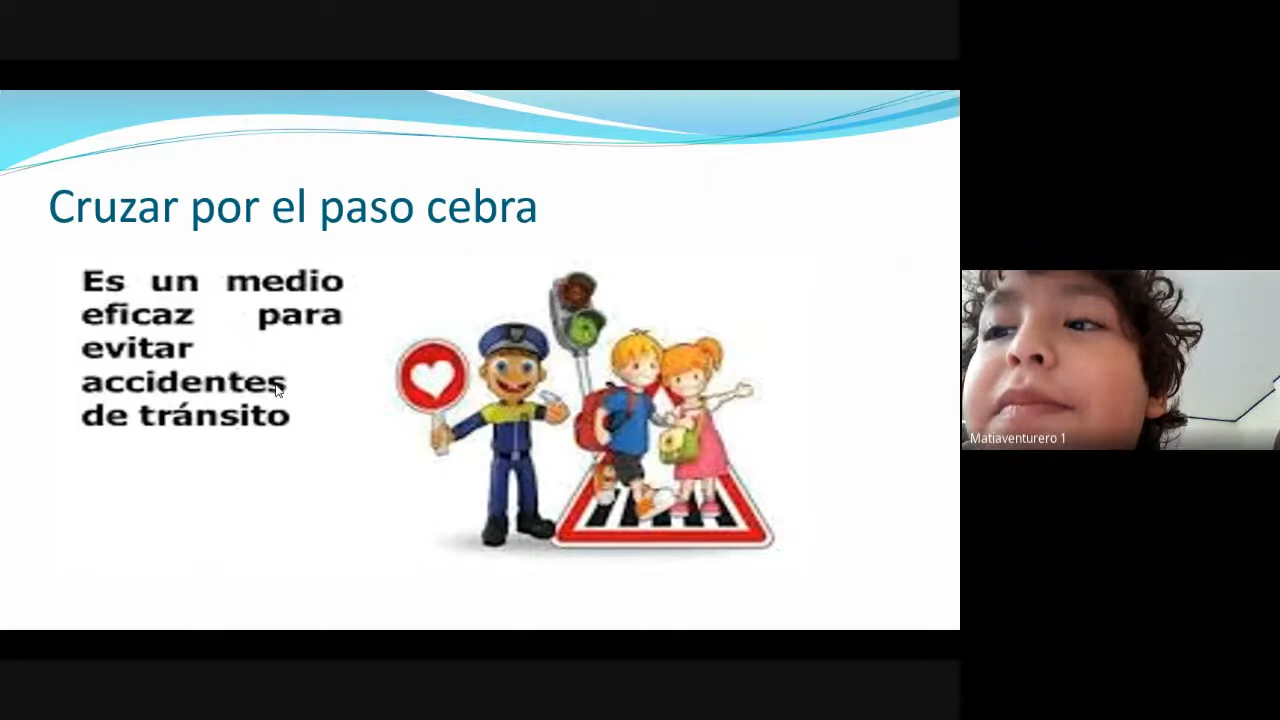 Cruzar por el paso cebra
Es un medio
eficaz para
evitar
accidentes
de tránsito
Matiaventurero 1